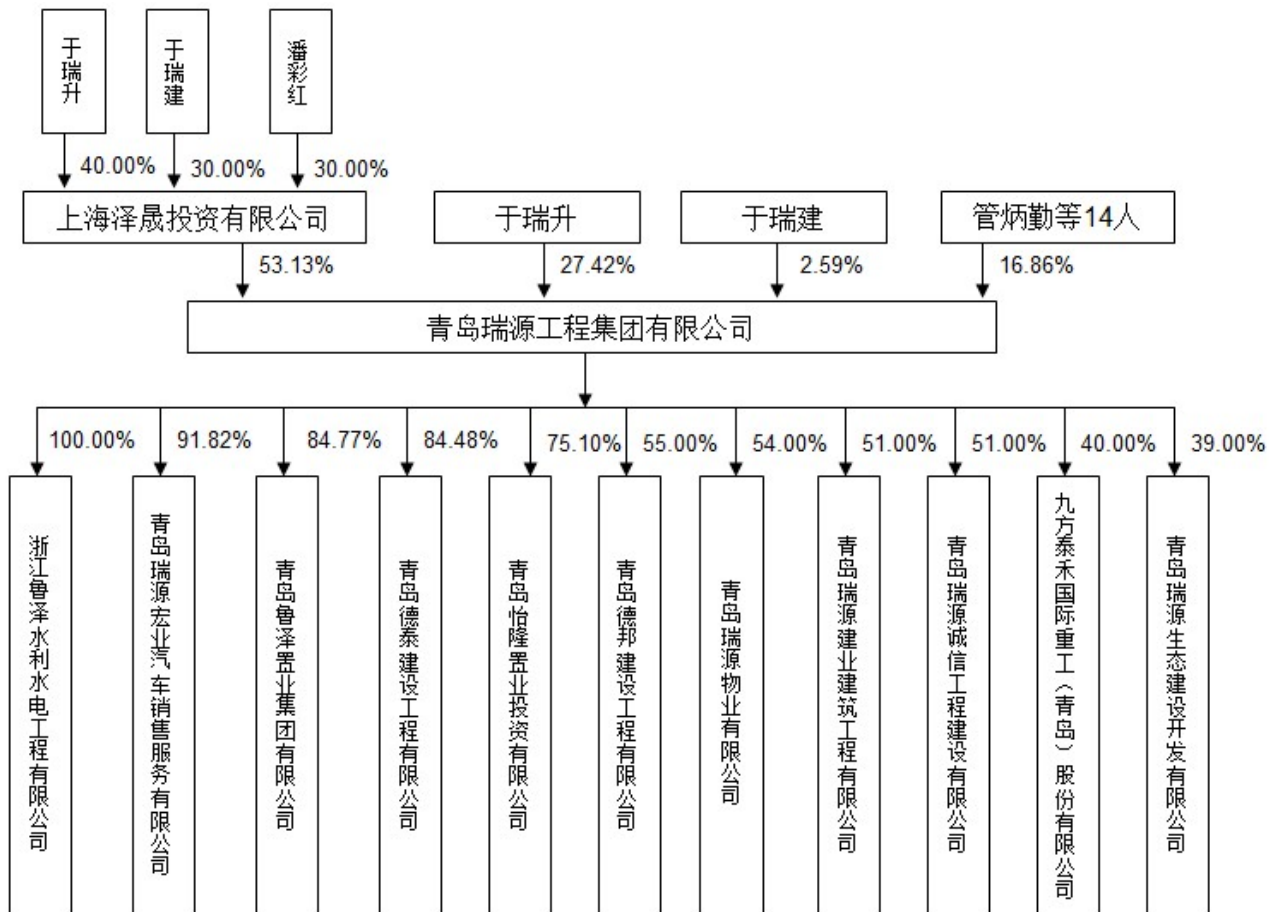 于瑞升
于瑞建
潘彩红
40.00%
30.00%
30.00%
上海泽晟投资有限公司
于瑞升
于瑞建
管炳勤等14人
53.13%
27.42%
2.59%
16.86%
青岛瑞源工程集团有限公司
100.00%
91.82%
84.77%
84.48%
75.10%
55.00%
54.00%
51.00%
51.00%
40.00%
39.00%
浙江鲁泽水利水电工程有限公司
青岛瑞源宏业汽车销售服务有限公司
青岛鲁泽置业集团有限公司
青岛德泰建设工程有限公司
青岛怡隆置业投资有限公司
青岛德邦建设工程有限公司
青岛瑞源物业有限公司
青岛瑞源建业建筑工程有限公司
青岛瑞源诚信工程建设有限公司
九方泰禾国际重工（青岛）股份有限公司
青岛瑞源生态建设开发有限公司